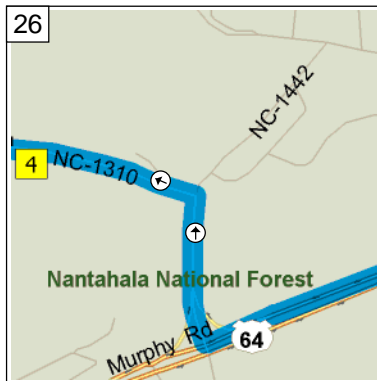 26
NC-1442
4
NC-1310
Nantahala National Forest
Murphy Rd
64